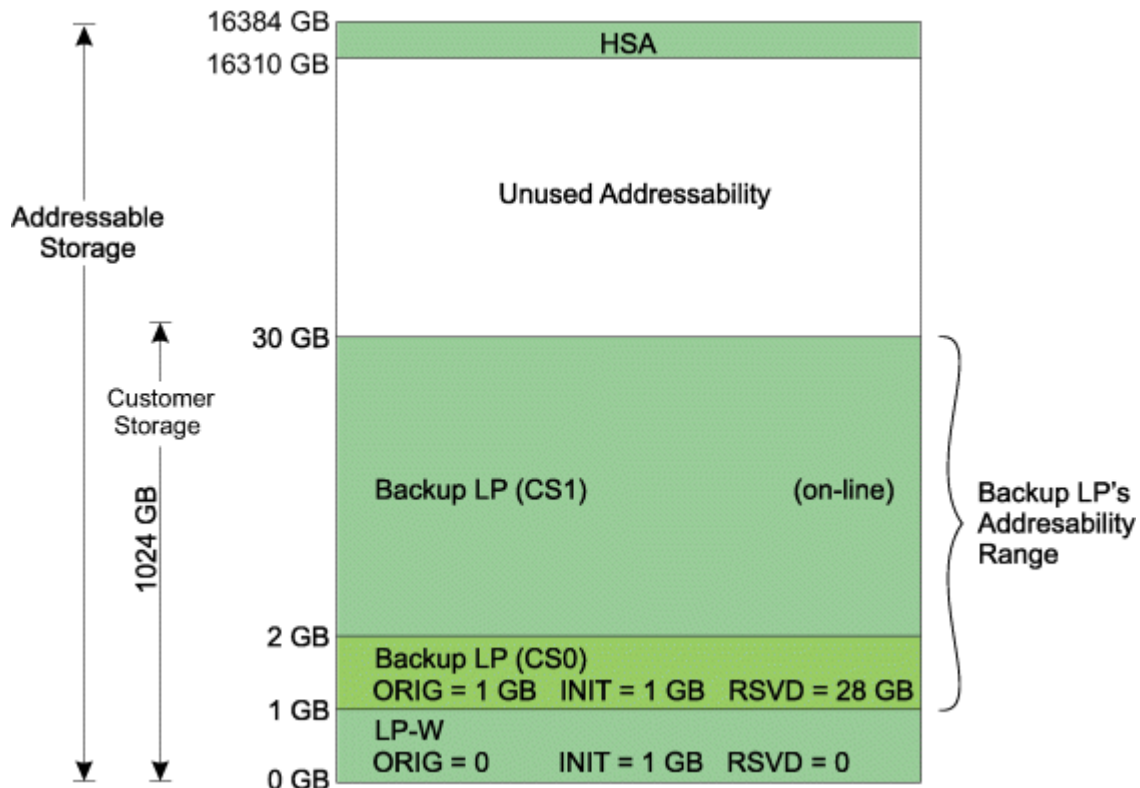 16384 GB
HSA
16310 GB
Unused Addressability
Addressable
Storage
30 GB
Customer
Storage
1024 GB
Backup LP (CS1) (on-line)
Backup LP's
Addresability
Range
2 GB
Backup LP (CS0)
ORIG = 1 GB INIT = 1 GB RSVD = 28 GB
1 GB
LP-W
ORIG = 0 INIT = 1 GB RSVD = 0
0 GB